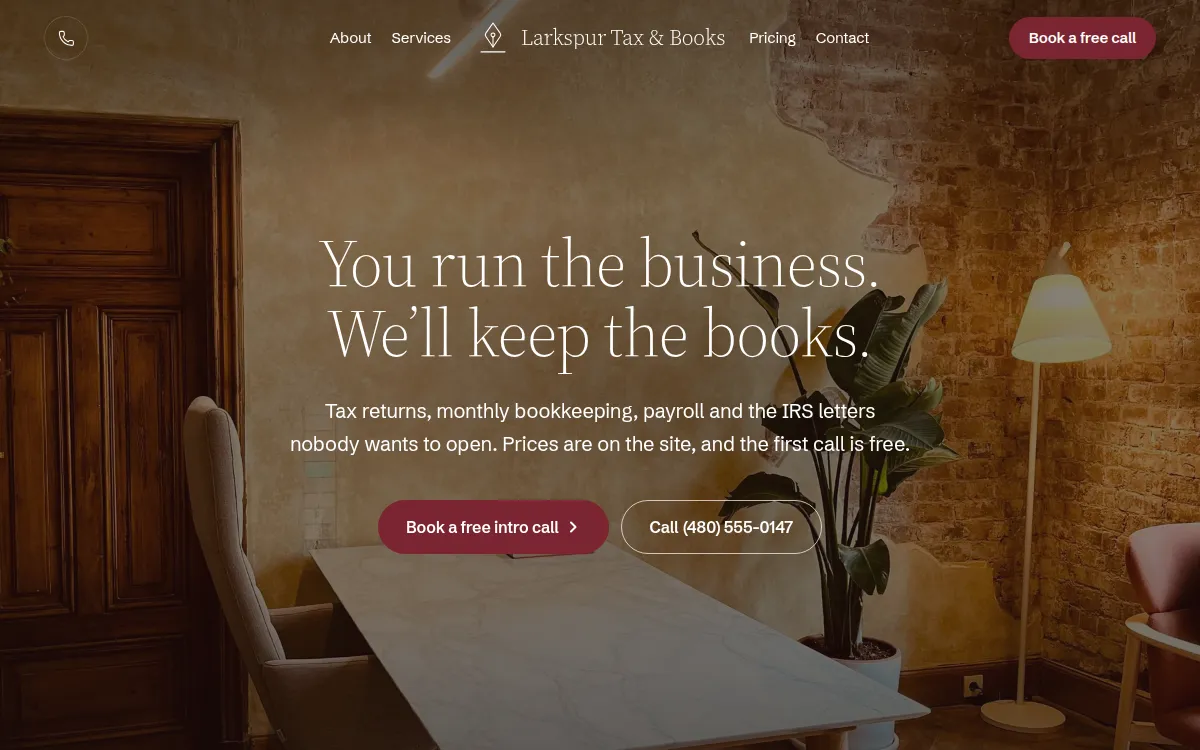 About
Services
Larkspur Tax & Books
Pricing
Contact
Book a free call
You run the business.
We’ll keep the books.
Tax returns, monthly bookkeeping, payroll and the IRS letters
nobody wants to open. Prices are on the site, and the first call is free.
Book a free intro call
Call (480) 555-0147